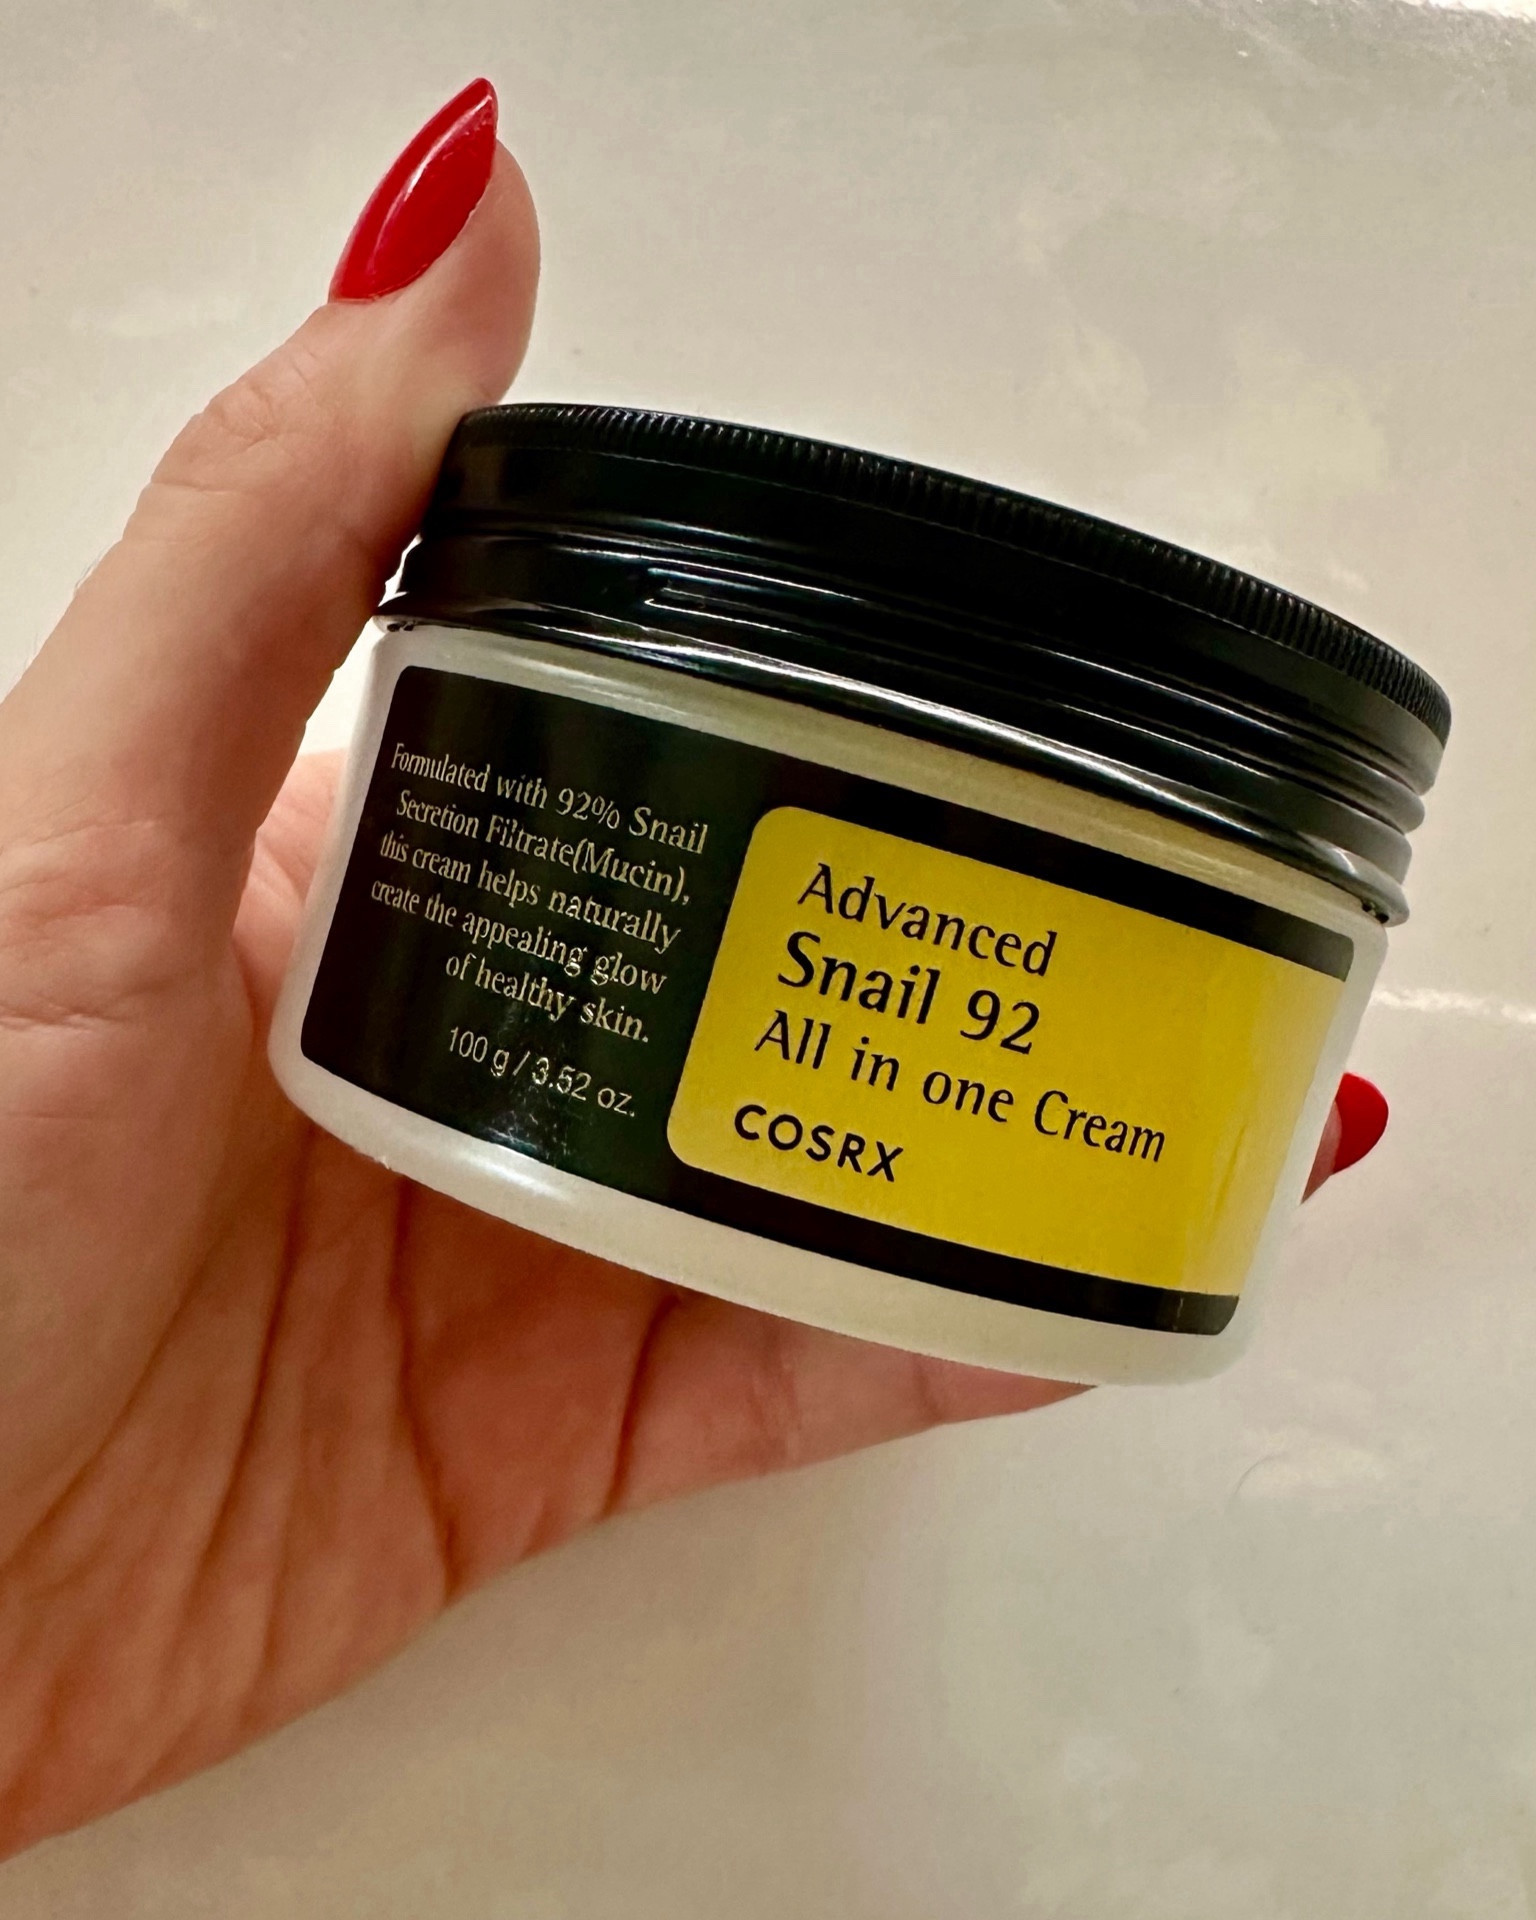 Formulated with 92% Snail
Secretion Filtrate(Mucin),
this cream helps naturally
create the appealing glow
of healthy skin.
100 g / 3.52 oz.
Advanced
Snail 92
All in one Cream
COSRX